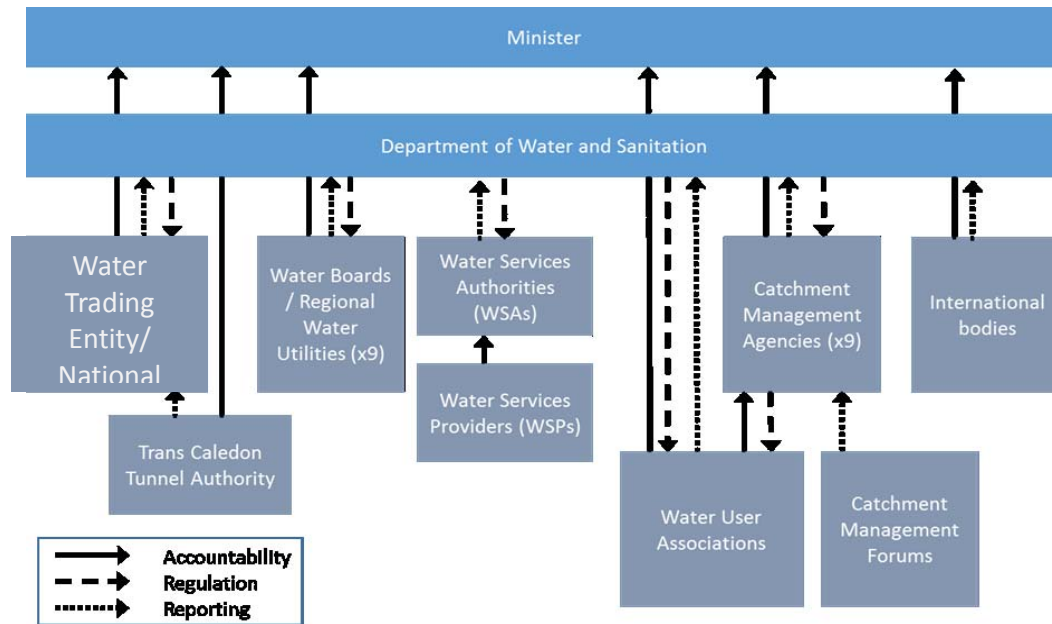 Minister
Department of Water and Sanitation
Water
Trading
Entity/
National
Water Boards
/ Regional
Water
Utilities (x9)
Water Services
Authorities
(WSAs)
Catchment
Management
Agencies (x9)
International
bodies
Water Services
Providers (WSPs)
Trans Caledon
Tunnel Authority
Water User
Associations
Catchment
Management
Forums
Accountability
Regulation
Reporting